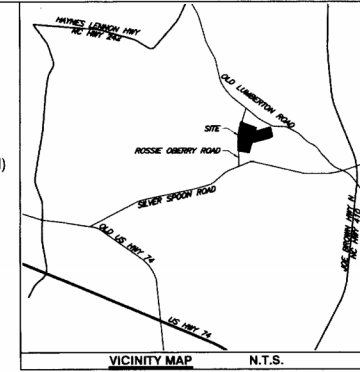 HAYNES LENNON HWY
NC HWY 242
OLD LUMBERTON ROAD
SITE
ROSSIE OBERRY ROAD
SILVER SPOON ROAD
OLD US HWY 74
JOE BROWN HWY N
NC HWY 410
US HWY 74
VICINITY MAP N.T.S.